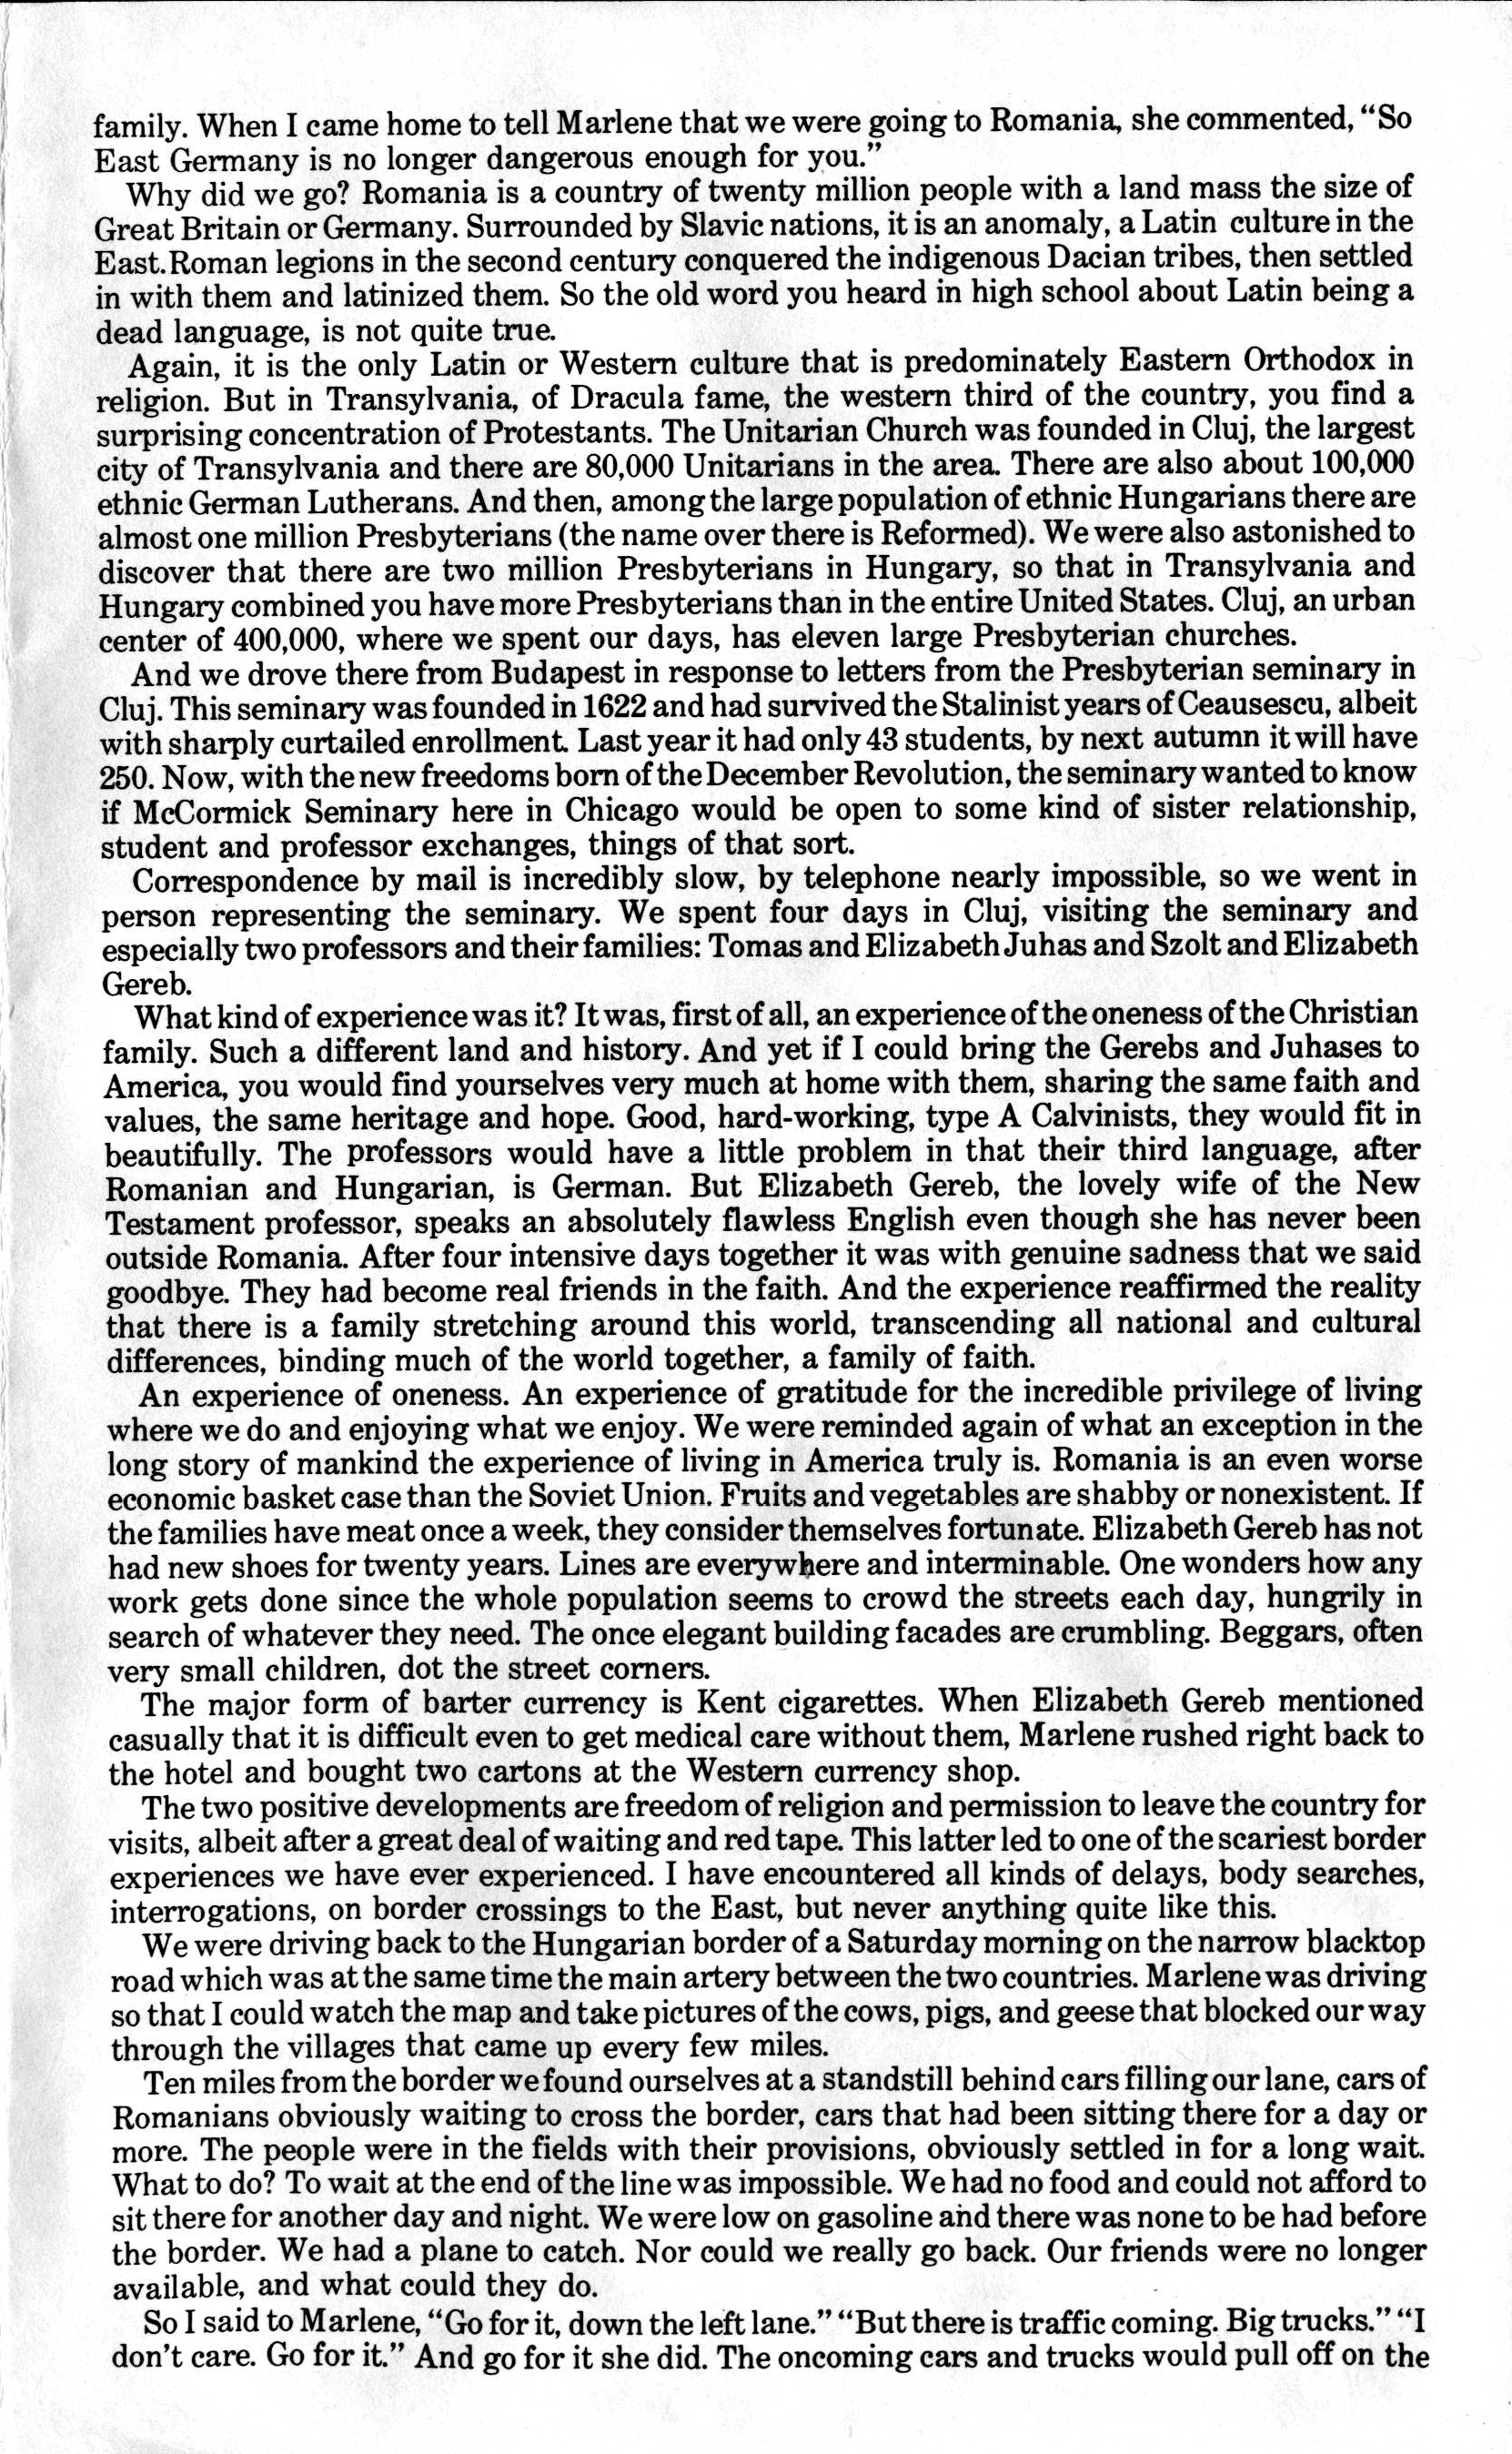 family. When I came home to tell Marlene that we were going to Romania, she commented, “So
East Germany is no longer dangerous enough for you.”
Why did we go? Romania is a country of twenty million people with a land mass the size of
Great Britain or Germany. Surrounded by Slavic nations, it is an anomaly, a Latin culture in the
East. Roman legions in the second century conquered the indigenous Dacian tribes, then settled
in with them and latinized them. So the old word you heard in high school about Latin being a
dead language, is not quite true.
Again, it is the only Latin or Western culture that is predominately Eastern Orthodox in
religion. But in Transylvania, of Dracula fame, the western third of the country, you find a
surprising concentration of Protestants. The Unitarian Church was founded in Cluj, the largest
city of Transylvania and there are 80,000 Unitarians in the area. There are also about 100,000
ethnic German Lutherans. And then, among the large population of ethnic Hungarians there are
almost one million Presbyterians (the name over there is Reformed). We were also astonished to
discover that there are two million Presbyterians in Hungary, so that in Transylvania and
Hungary combined you have more Presbyterians than in the entire United States. Cluj, an urban
center of 400,000, where we spent our days, has eleven large Presbyterian churches.
And we drove there from Budapest in response to letters from the Presbyterian seminary in
Cluj. This seminary was founded in 1622 and had survived the Stalinist years of Ceausescu, albeit
with sharply curtailed enrollment. Last year it had only 43 students, by next autumn it will have
250. Now, with the new freedoms born of the December Revolution, the seminary wanted to know
if McCormick Seminary here in Chicago would be open to some kind of sister relationship,
student and professor exchanges, things of that sort.
Correspondence by mail is incredibly slow, by telephone nearly impossible, so we went in
person representing the seminary. We spent four days in Cluj, visiting the seminary and
especially two professors and their families: Tomas and Elizabeth Juhas and Szolt and Elizabeth
Gereb.
What kind of experience was it? It was, first of all, an experience of the oneness of the Christian
family. Such a different land and history. And yet if I could bring the Gerebs and Juhases to
America, you would find yourselves very much at home with them, sharing the same faith and
values, the same heritage and hope. Good, hard-working, type A Calvinists, they would fit in
beautifully. The professors would have a little problem in that their third language, after
Romanian and Hungarian, is German. But Elizabeth Gereb, the lovely wife of the New
Testament professor, speaks an absolutely flawless English even though she has never been
outside Romania. After four intensive days together it was with genuine sadness that we said
goodbye. They had become real friends in the faith. And the experience reaffirmed the reality
that there is a family stretching around this world, transcending all national and cultural
differences, binding much of the world together, a family of faith.
An experience of oneness. An experience of gratitude for the incredible privilege of living
where we do and enjoying what we enjoy. We were reminded again of what an exception in the
long story of mankind the experience of living in America truly is. Romania is an even worse
economic basket case than the Soviet Union. Fruits and vegetables are shabby or nonexistent. If
the families have meat once a week, they consider themselves fortunate. Elizabeth Gereb has not
had new shoes for twenty years. Lines are everywhere and interminable. One wonders how any
work gets done since the whole population seems to crowd the streets each day, hungrily in
search of whatever they need. The once elegant building facades are crumbling. Beggars, often
very small children, dot the street corners.
The major form of barter currency is Kent cigarettes. When Elizabeth Gereb mentioned
casually that it is difficult even to get medical care without them, Marlene rushed right back to
the hotel and bought two cartons at the Western currency shop.
The two positive developments are freedom of religion and permission to leave the country for
visits, albeit after a great deal of waiting and red tape. This latter led to one of the scariest border
experiences we have ever experienced. I have encountered all kinds of delays, body searches,
interrogations, on border crossings to the East, but never anything quite like this.
We were driving back to the Hungarian border of a Saturday morning on the narrow blacktop
road which was at the same time the main artery between the two countries. Marlene was driving
so that I could watch the map and take pictures of the cows, pigs, and geese that blocked our way
through the villages that came up every few miles.
Ten miles from the border we found ourselves at a standstill behind cars filling our lane, cars of
Romanians obviously waiting to cross the border, cars that had been sitting there for a day or
more. The people were in the fields with their provisions, obviously settled in for a long wait.
What to do? To wait at the end of the line was impossible. We had no food and could not afford to
sit there for another day and night. We were low on gasoline and there was none to be had before
the border. We had a plane to catch. Nor could we really go back. Our friends were no longer
available, and what could they do.
So I said to Marlene, “Go for it, down the left lane.” “But there is traffic coming. Big trucks.” “I
don’t care. Go for it.” And go for it she did. The oncoming cars and trucks would pull off on the